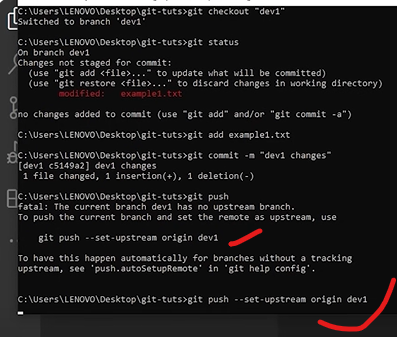 C:\Users\LENOVO\Desktop\git-tuts>git checkout "dev1"
Switched to branch 'dev1'
C:\Users\LENOVO\Desktop\git-tuts>git status
On branch dev1
Changes not staged for commit:
(use "git add <file>..." to update what will be committed)
(use "git restore <file>..." to discard changes in working directory)
modified: example1.txt
no changes added to commit (use "git add" and/or "git commit -a")
C:\Users\LENOVO\Desktop\git-tuts>git add example1.txt
C:\Users\LENOVO\Desktop\git-tuts>git commit -m "dev1 changes"
[dev1 c5149a2] dev1 changes
1 file changed, 1 insertion(+), 1 deletion(-)
C:\Users\LENOVO\Desktop\git-tuts>git push
fatal: The current branch dev1 has no upstream branch.
To push the current branch and set the remote as upstream, use
git push --set-upstream origin dev1
To have this happen automatically for branches without a tracking
upstream, see 'push.autoSetupRemote' in 'git help config'.
C:\Users\LENOVO\Desktop\git-tuts>git push --set-upstream origin dev1